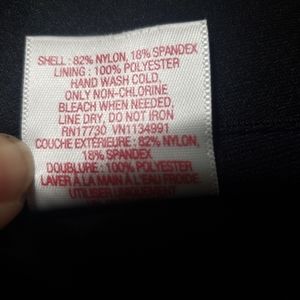 SHELL : 82% NYLON, 18% SPANDEX
LINING : 100% POLYESTER
HAND WASH COLD,
ONLY NON-CHLORINE
BLEACH WHEN NEEDED,
LINE DRY, DO NOT IRON
RN17730 VN1134991
COUCHE EXTÉRIEURE : 82% NYLON,
18% SPANDEX
DOUBLURE : 100% POLYESTER
LAVER À LA MAIN À L'EAU FROIDE,
UTILISER UNIQUEMENT